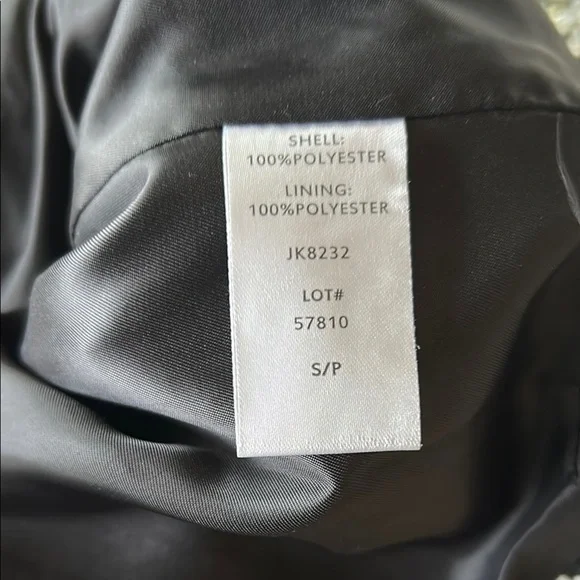 SHELL:
100%POLYESTER
LINING:
100%POLYESTER
JK8232
LOT#
57810
S/P